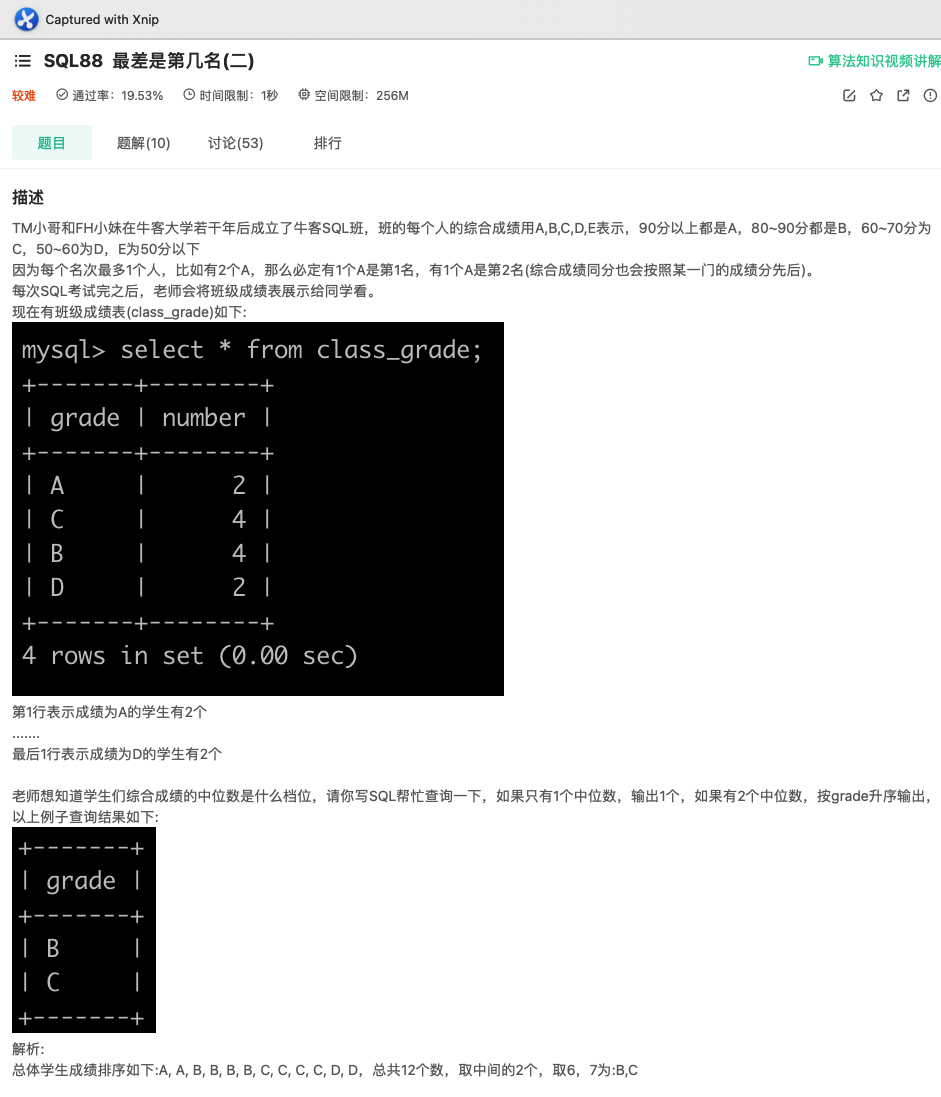 Captured with Xnip
SQL88 最差是第几名(二)
算法知识视频讲解
较难 通过率：19.53% 时间限制：1秒 空间限制：256M
题目 题解(10) 讨论(53) 排行
描述
TM小哥和FH小妹在牛客大学若干年后成立了牛客SQL班，班的每个人的综合成绩用A,B,C,D,E表示，90分以上都是A，80~90分都是B，60~70分为
C，50~60为D，E为50分以下
因为每个名次最多1个人，比如有2个A，那么必定有1个A是第1名，有1个A是第2名(综合成绩同分也会按照某一门的成绩分先后)。
每次SQL考试完之后，老师会将班级成绩表展示给同学看。
现在有班级成绩表(class_grade)如下:
mysql> select * from class_grade;
+-------+--------+
| grade | number |
+-------+--------+
| A     |      2 |
| C     |      4 |
| B     |      4 |
| D     |      2 |
+-------+--------+
4 rows in set (0.00 sec)
第1行表示成绩为A的学生有2个
.......
最后1行表示成绩为D的学生有2个
老师想知道学生们综合成绩的中位数是什么档位，请你写SQL帮忙查询一下，如果只有1个中位数，输出1个，如果有2个中位数，按grade升序输出，
以上例子查询结果如下:
+-------+
| grade |
+-------+
| B     |
| C     |
+-------+
解析:
总体学生成绩排序如下:A, A, B, B, B, B, C, C, C, C, D, D，总共12个数，取中间的2个，取6，7为:B,C